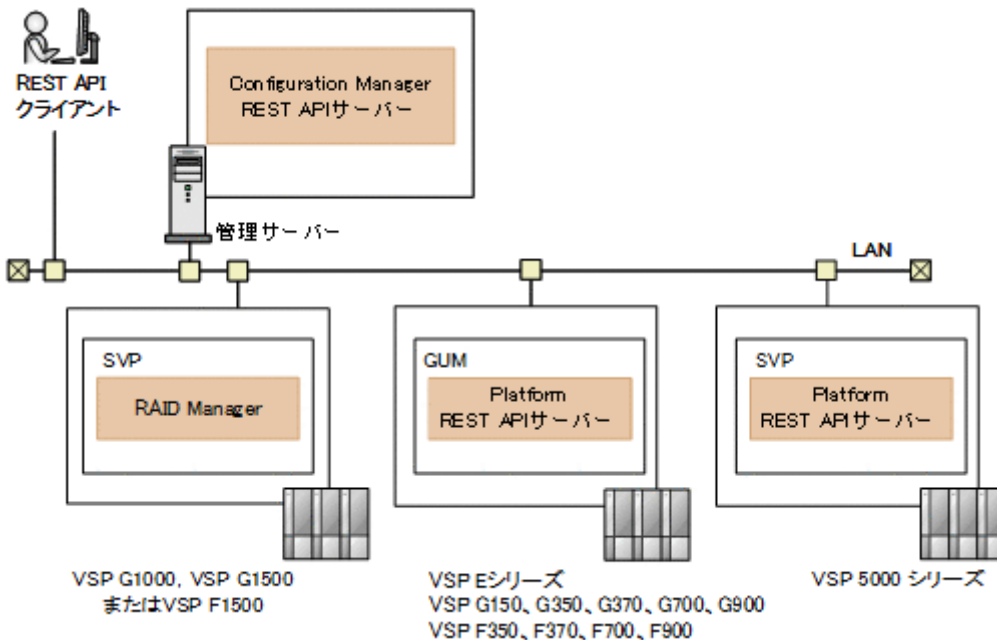 REST API
クライアント
Configuration Manager
REST APIサーバー
管理サーバー
LAN
SVP
RAID Manager
GUM
Platform
REST APIサーバー
SVP
Platform
REST APIサーバー
VSP G1000, VSP G1500
またはVSP F1500
VSP Eシリーズ
VSP G150、G350、G370、G700、G900
VSP F350、F370、F700、F900
VSP 5000 シリーズ